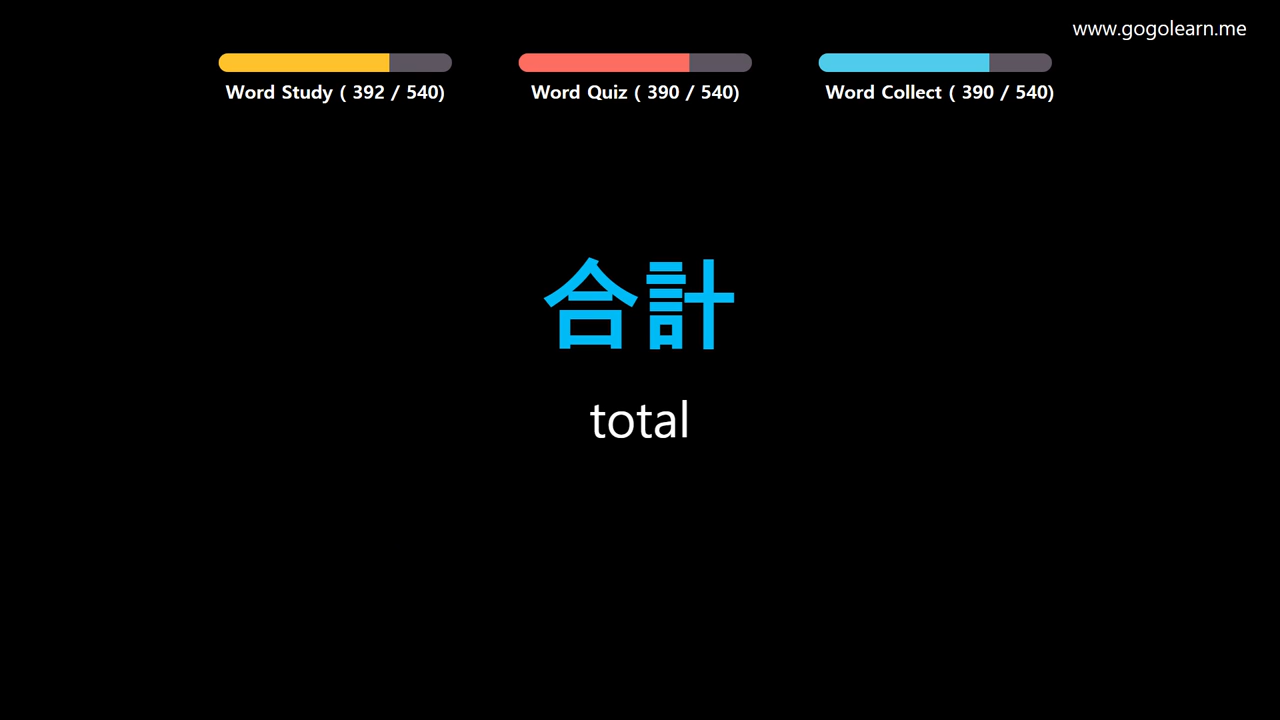 www.gogolearn.me
Word Study ( 392 / 540)
Word Quiz ( 390 / 540)
Word Collect ( 390 / 540)
合計
total